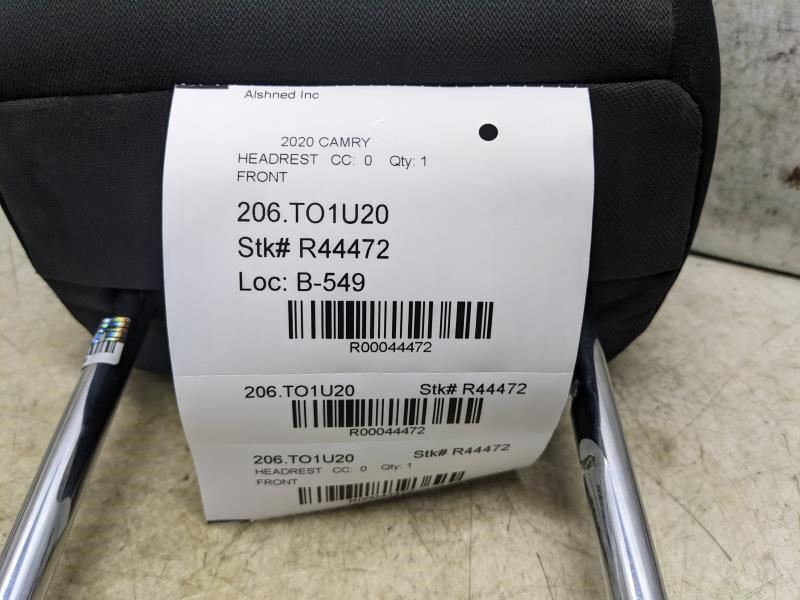 Alshned Inc
2020 CAMRY
HEADREST CC: 0 Qty: 1
FRONT
206.TO1U20
Stk# R44472
Loc: B-549
R00044472
206.TO1U20 Stk# R44472
R00044472
206.TO1U20 Stk# R44472
HEADREST CC: 0 Qty: 1
FRONT